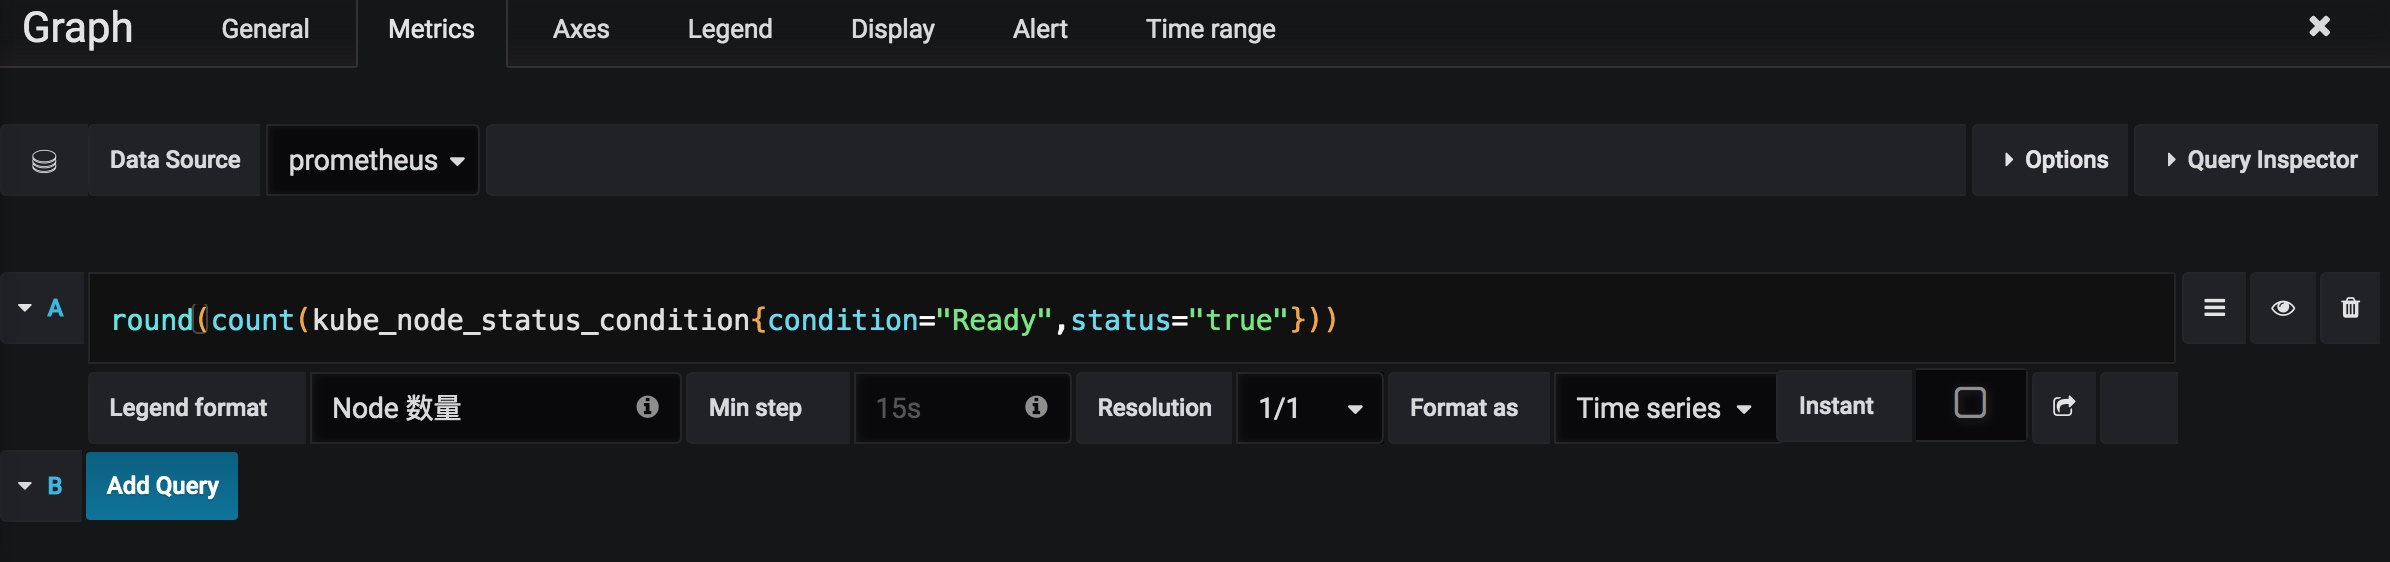 Graph General Metrics Axes Legend Display Alert Time range
Data Source prometheus Options Query Inspector
A round(count(kube_node_status_condition{condition="Ready",status="true"}))
Legend format Node 数量 Min step 15s Resolution 1/1 Format as Time series Instant
B Add Query